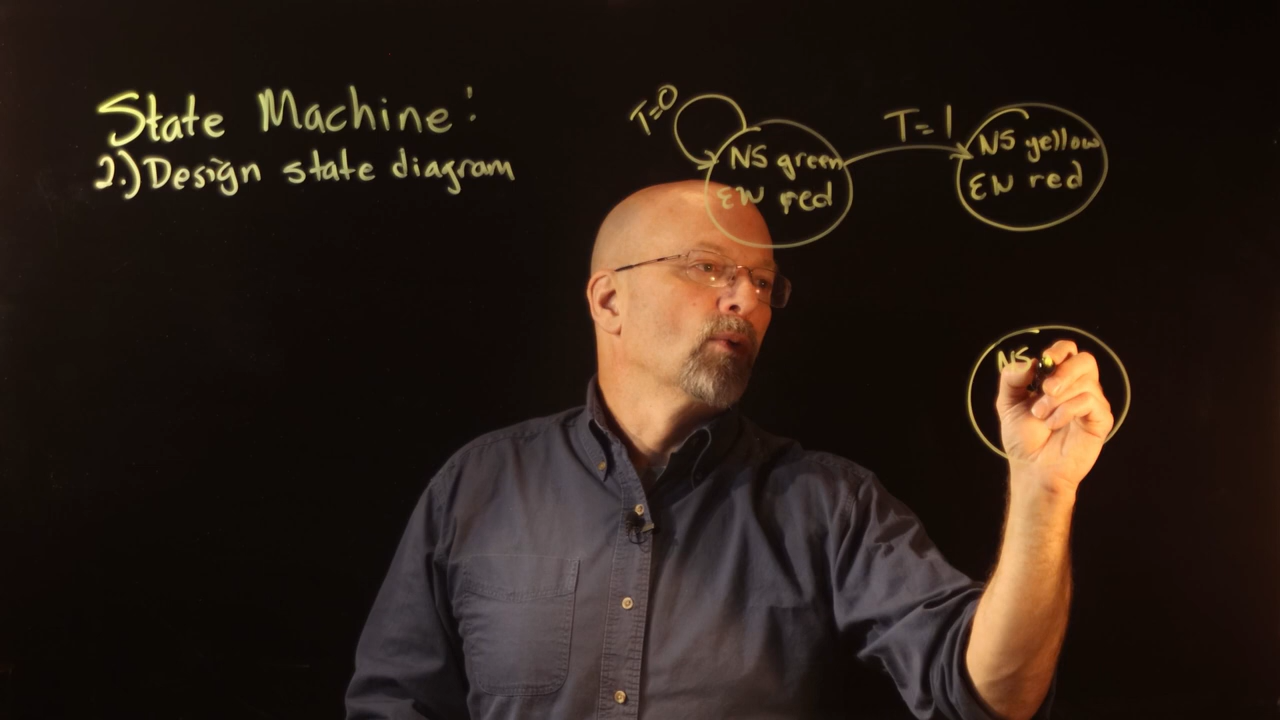 State Machine:
2.) Design state diagram
T=0
NS green
EW red
T=1
NS yellow
EW red
NS